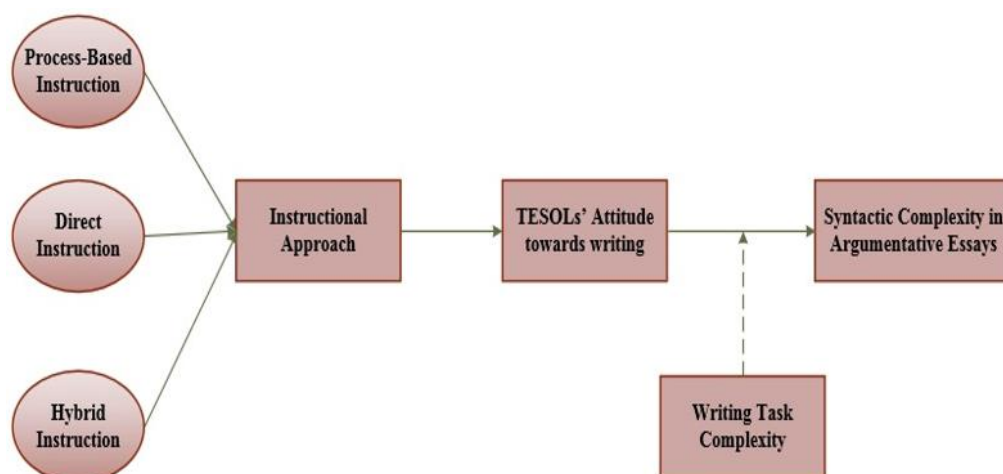 Process-Based
Instruction
Direct
Instruction
Hybrid
Instruction
Instructional
Approach
TESOLs’ Attitude
towards writing
Syntactic Complexity in
Argumentative Essays
Writing Task
Complexity